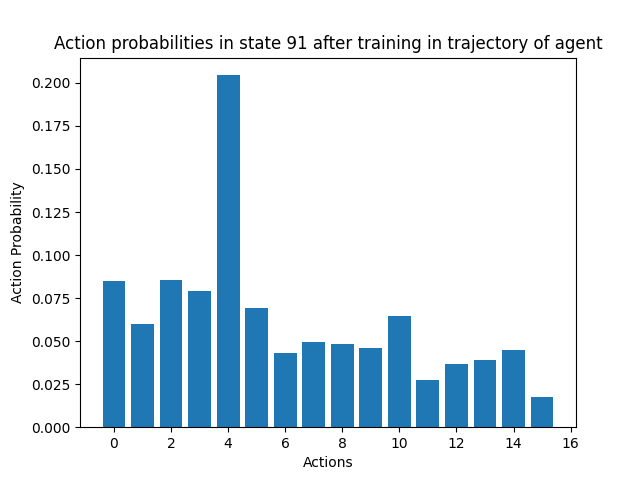 Action probabilities in state 91 after training in trajectory of agent
0.200
0.175
0.150
0.125
0.100
0.075
0.050
0.025
0.000
Action Probability
0 2 4 6 8 10 12 14 16
Actions